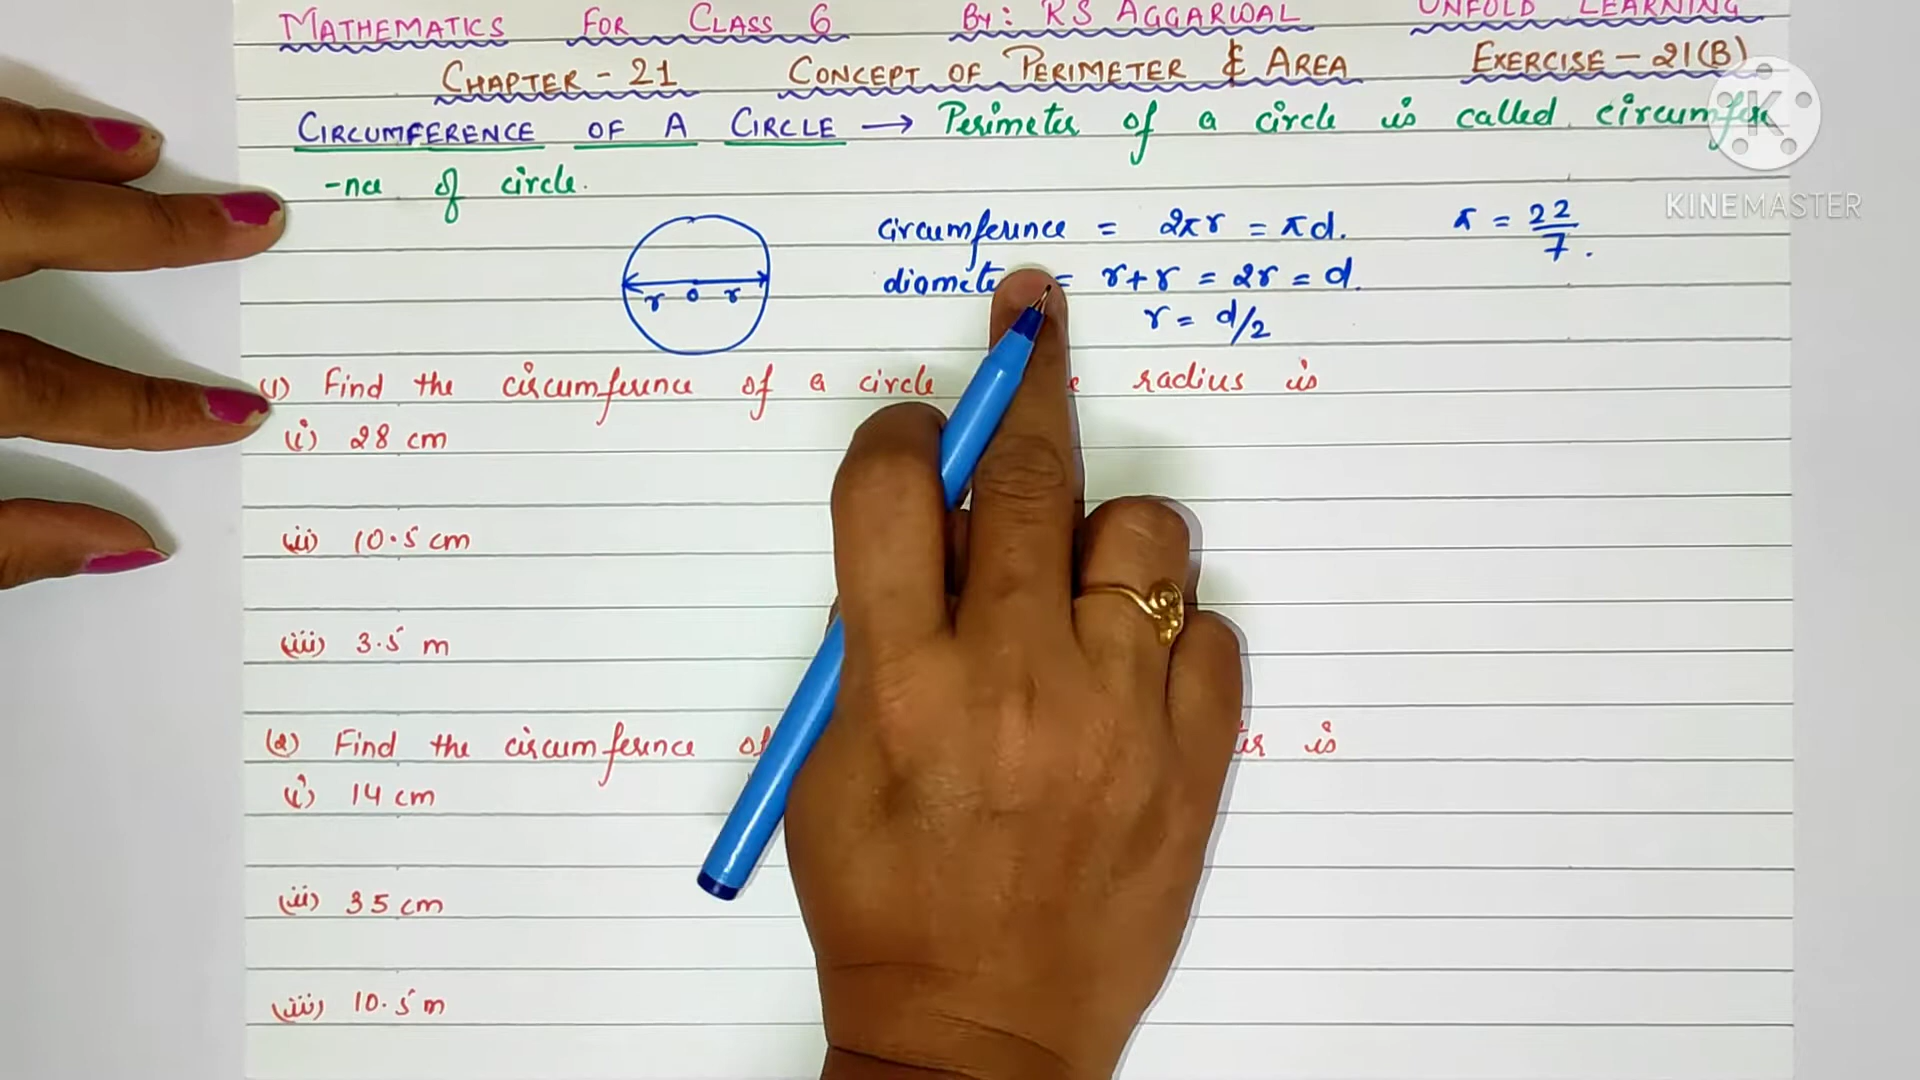 MATHEMATICS FOR CLASS 6 By: RS AGGARWAL UNFOLD LEARNING
CHAPTER - 21 CONCEPT OF PERIMETER & AREA EXERCISE - 21(B)
CIRCUMFERENCE OF A CIRCLE → Perimeter of a circle is called circumfere
-nce of circle.
circumference = 2πr = πd. π = 22/7.
diamete = r+r = 2r = d.
r o r
r = d/2
(1) Find the circumference of a circle radius is
(i) 28 cm
(ii) 10.5 cm
(iii) 3.5 m
(2) Find the circumference of is
(i) 14 cm
(ii) 35 cm
(iii) 10.5 m
KINEMASTER